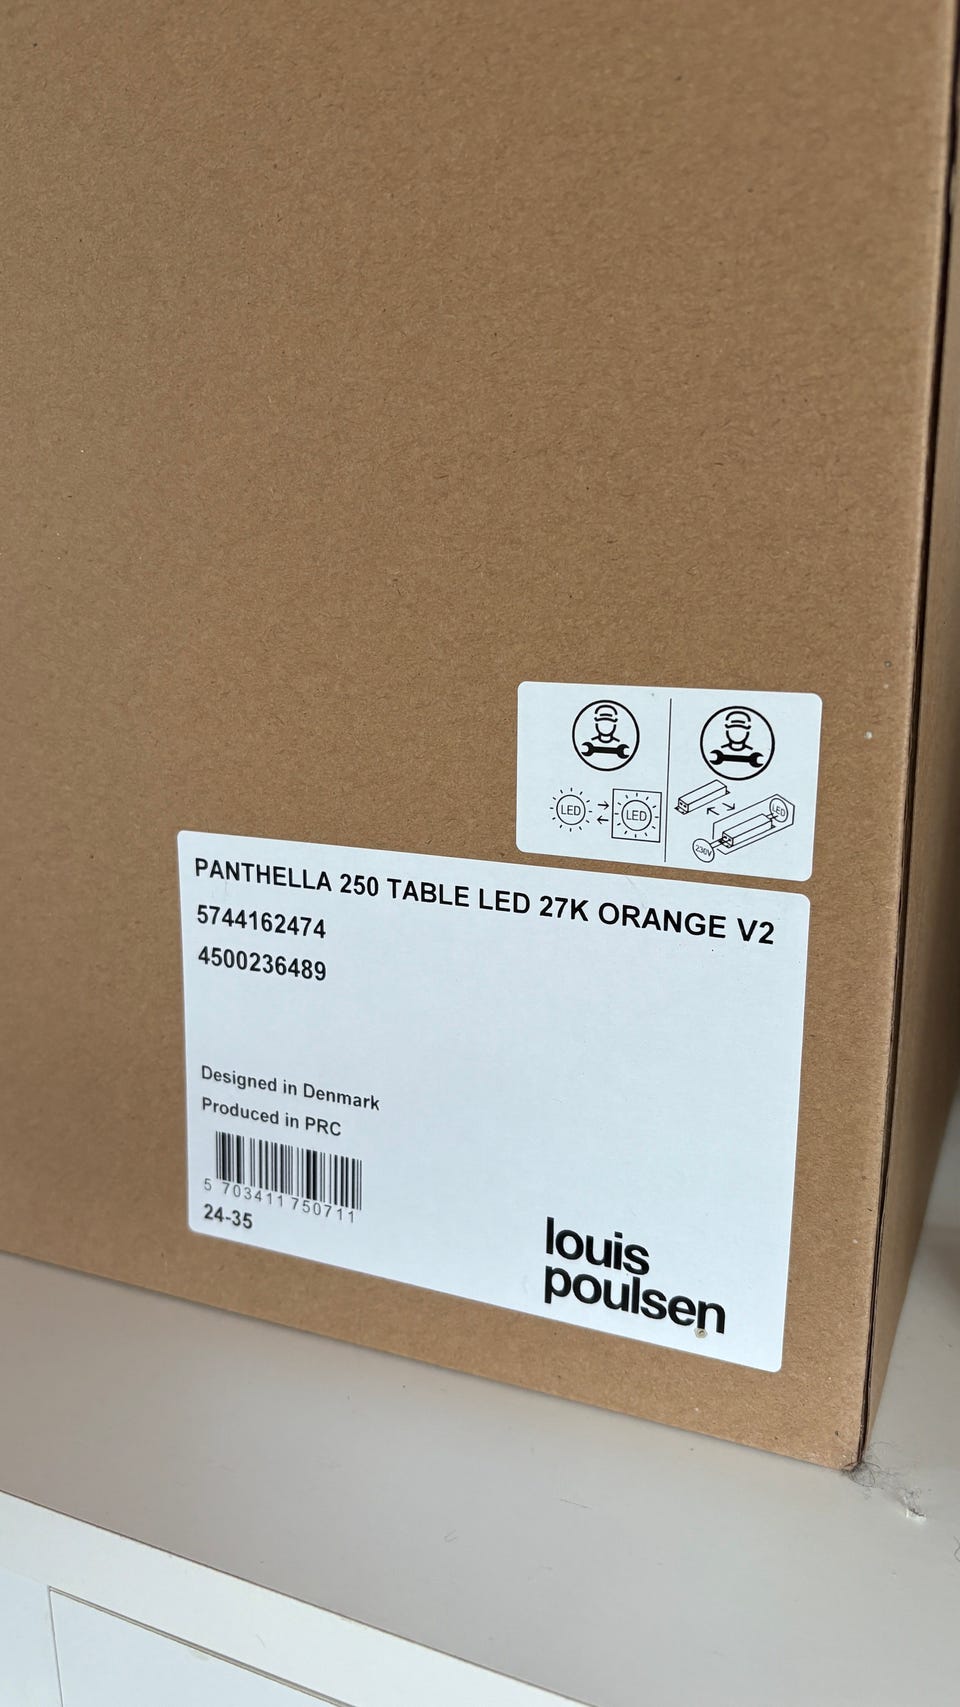 LED
LED
LED
230V
PANTHELLA 250 TABLE LED 27K ORANGE V2
5744162474
4500236489
Designed in Denmark
Produced in PRC
5 703411 750711
24-35
louis
poulsen